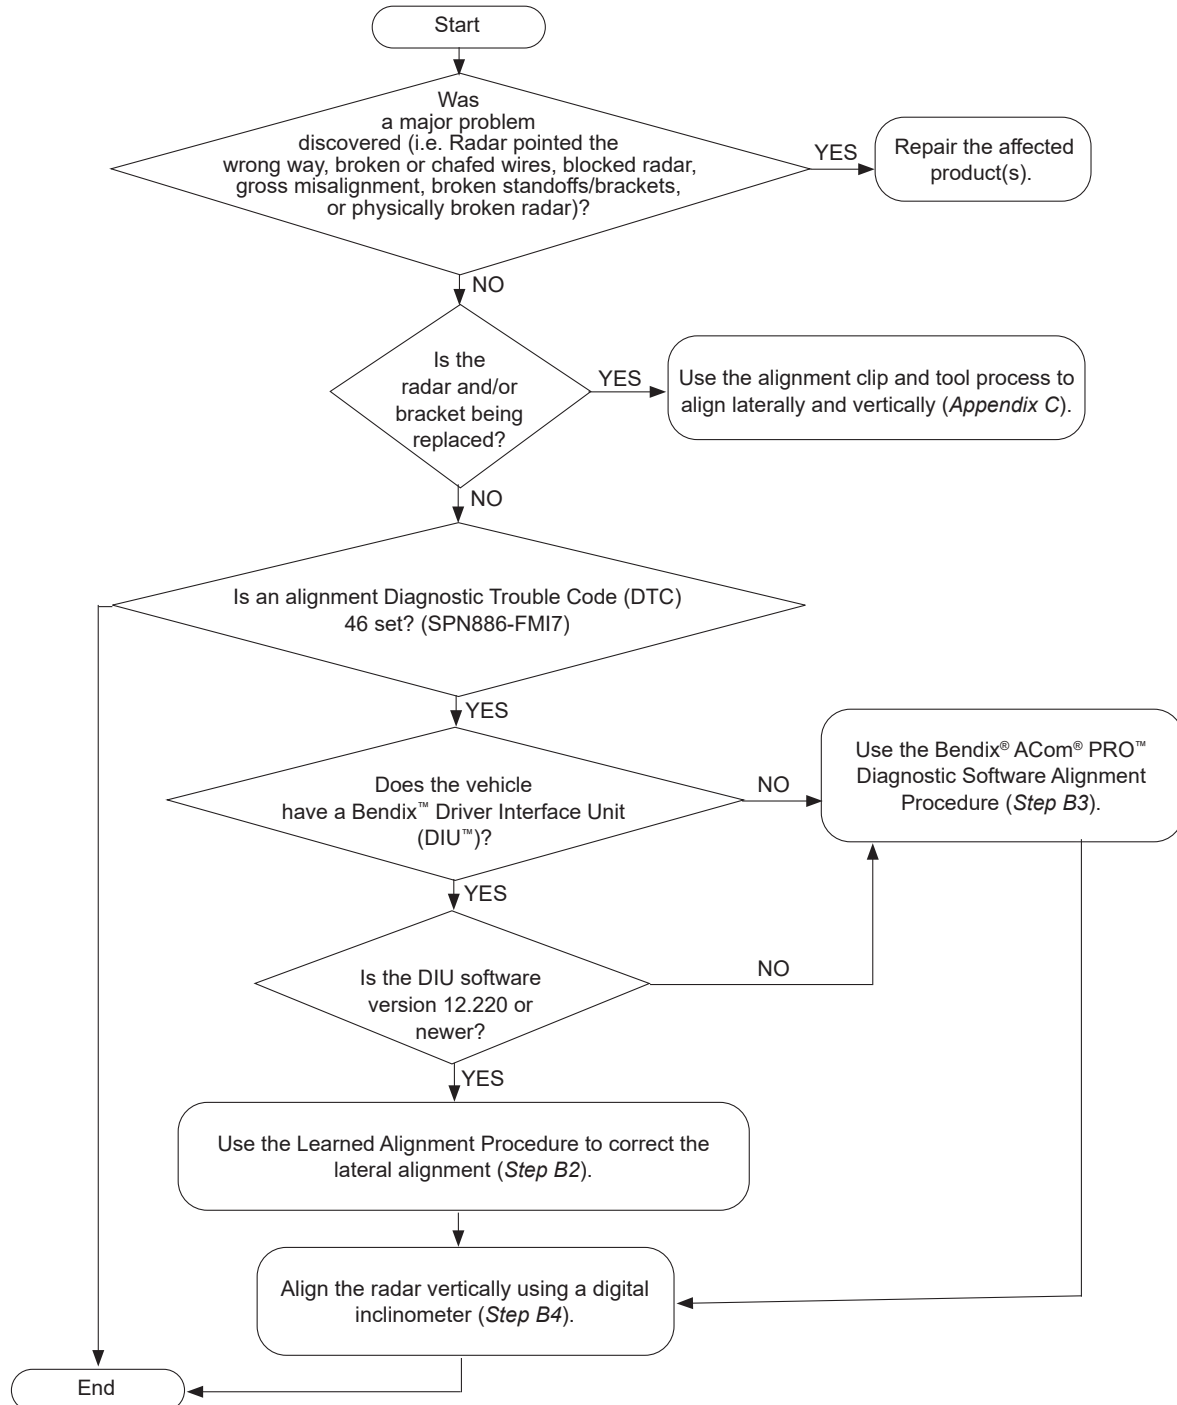 Start
Was
a major problem
discovered (i.e. Radar pointed the
wrong way, broken or chafed wires, blocked radar,
gross misalignment, broken standoffs/brackets,
or physically broken radar)?
YES
Repair the affected
product(s).
NO
Is the
radar and/or
bracket being
replaced?
YES
Use the alignment clip and tool process to
align laterally and vertically (Appendix C).
NO
Is an alignment Diagnostic Trouble Code (DTC)
46 set? (SPN886-FMI7)
YES
Does the vehicle
have a Bendix™ Driver Interface Unit
(DIU™)?
NO
Use the Bendix® ACom® PRO™
Diagnostic Software Alignment
Procedure (Step B3).
YES
Is the DIU software
version 12.220 or
newer?
NO
YES
Use the Learned Alignment Procedure to correct the
lateral alignment (Step B2).
Align the radar vertically using a digital
inclinometer (Step B4).
End